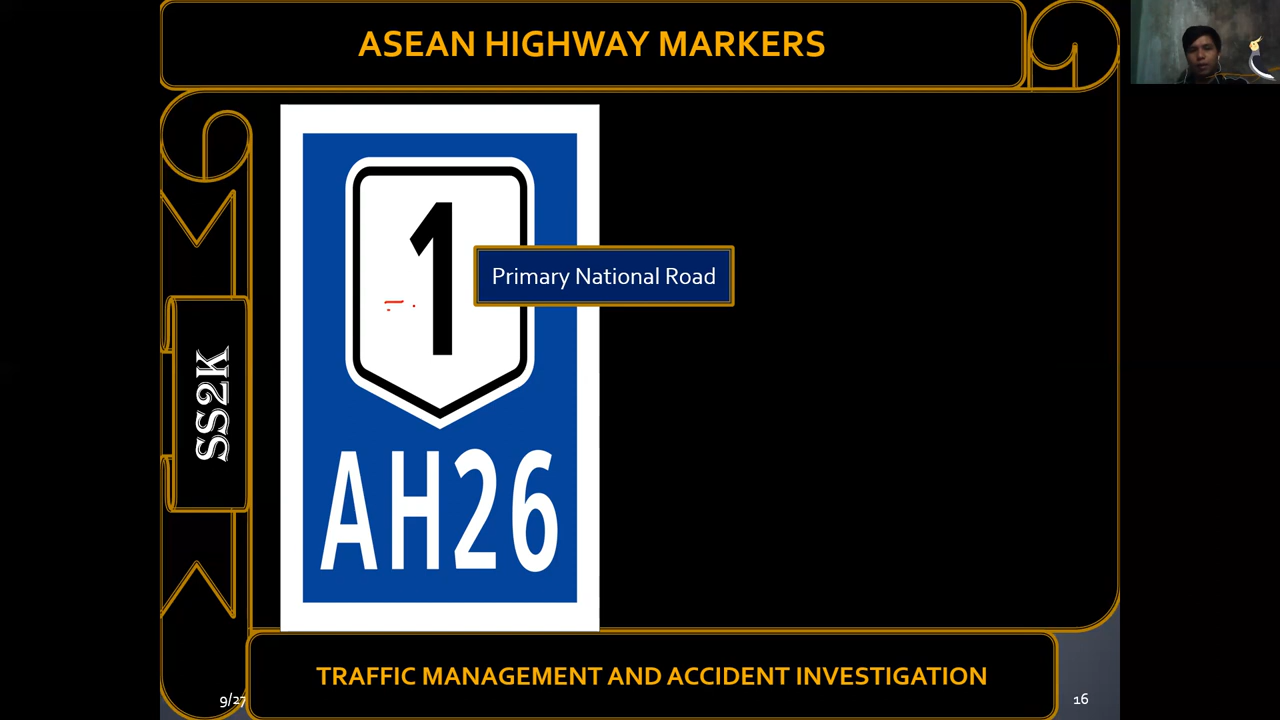 ASEAN HIGHWAY MARKERS
1
Primary National Road
SS2K
AH26
TRAFFIC MANAGEMENT AND ACCIDENT INVESTIGATION
9/27
16